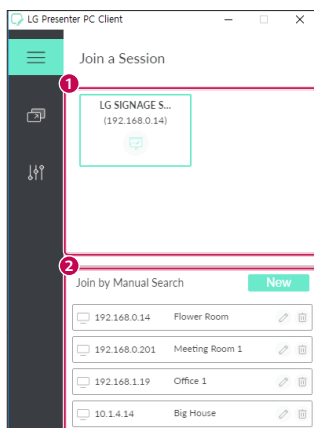 LG Presenter PC Client
Join a Session
1
LG SIGNAGE S...
(192.168.0.14)
2
Join by Manual Search New
192.168.0.14 Flower Room
192.168.0.201 Meeting Room 1
192.168.1.19 Office 1
10.1.4.14 Big House